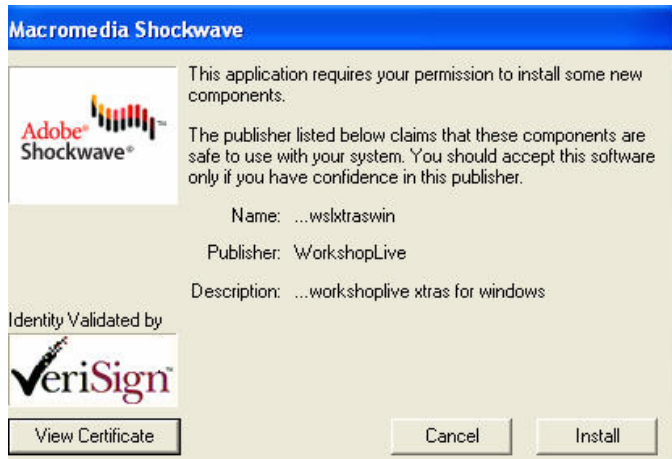 Macromedia Shockwave
This application requires your permission to install some new
components.
Adobe®
Shockwave®
The publisher listed below claims that these components are
safe to use with your system. You should accept this software
only if you have confidence in this publisher.
Name: ...wslxtraswin
Publisher: WorkshopLive
Description: ...workshoplive xtras for windows
Identity Validated by
VeriSign™
View Certificate
Cancel
Install